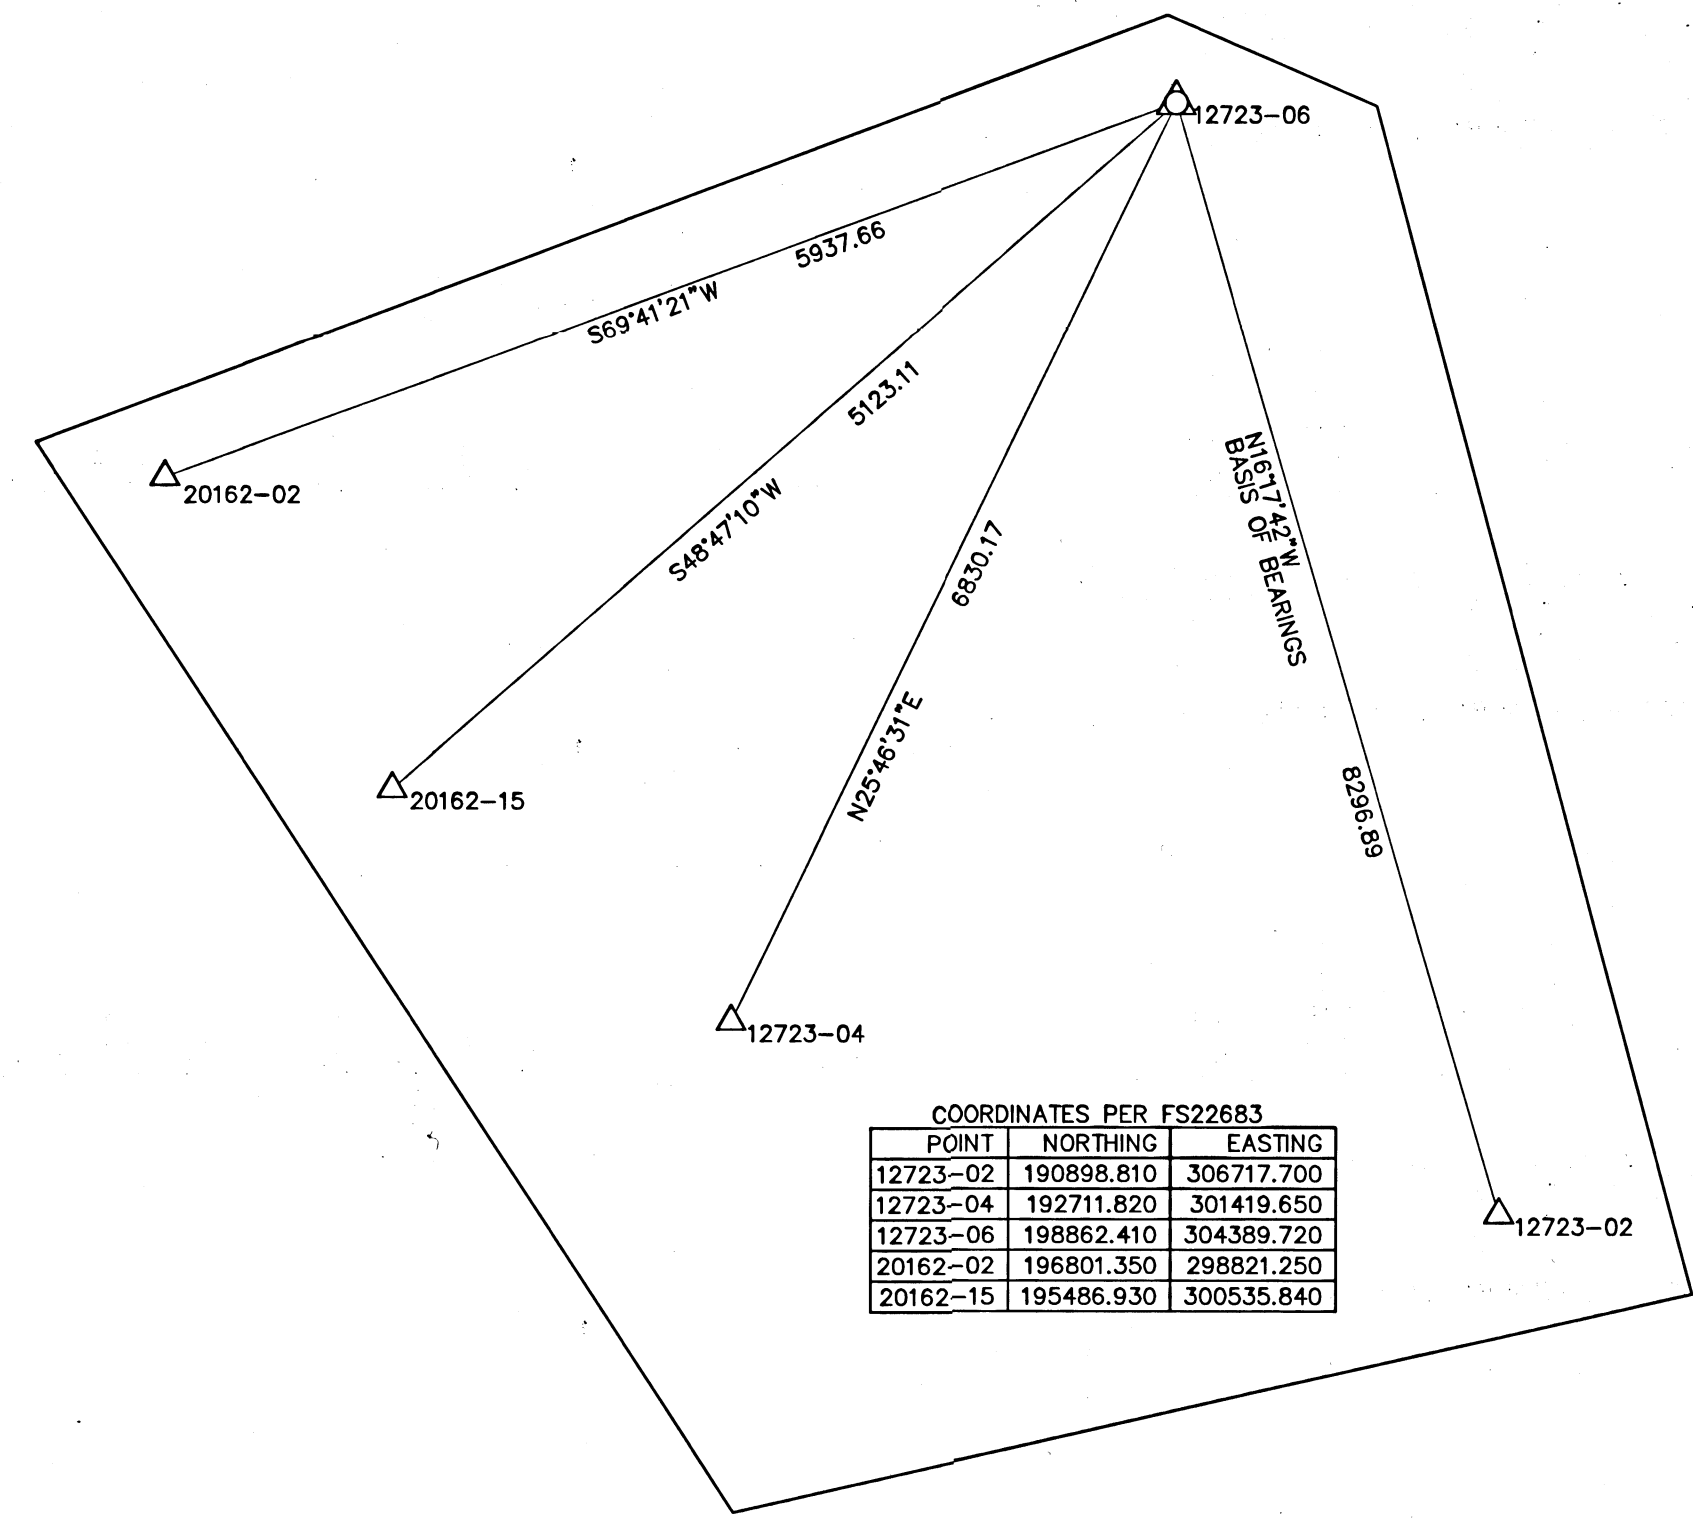 12723-06
5937.66
S69°41'21"W
5123.11
20162-02
S48°47'10"W
N16°17'42"W
BASIS OF BEARINGS
6830.17
N25°46'31"E
20162-15
8296.89
12723-04
COORDINATES PER FS22683
POINT NORTHING EASTING
12723-02 190898.810 306717.700
12723-04 192711.820 301419.650
12723-06 198862.410 304389.720
20162-02 196801.350 298821.250
20162-15 195486.930 300535.840
12723-02